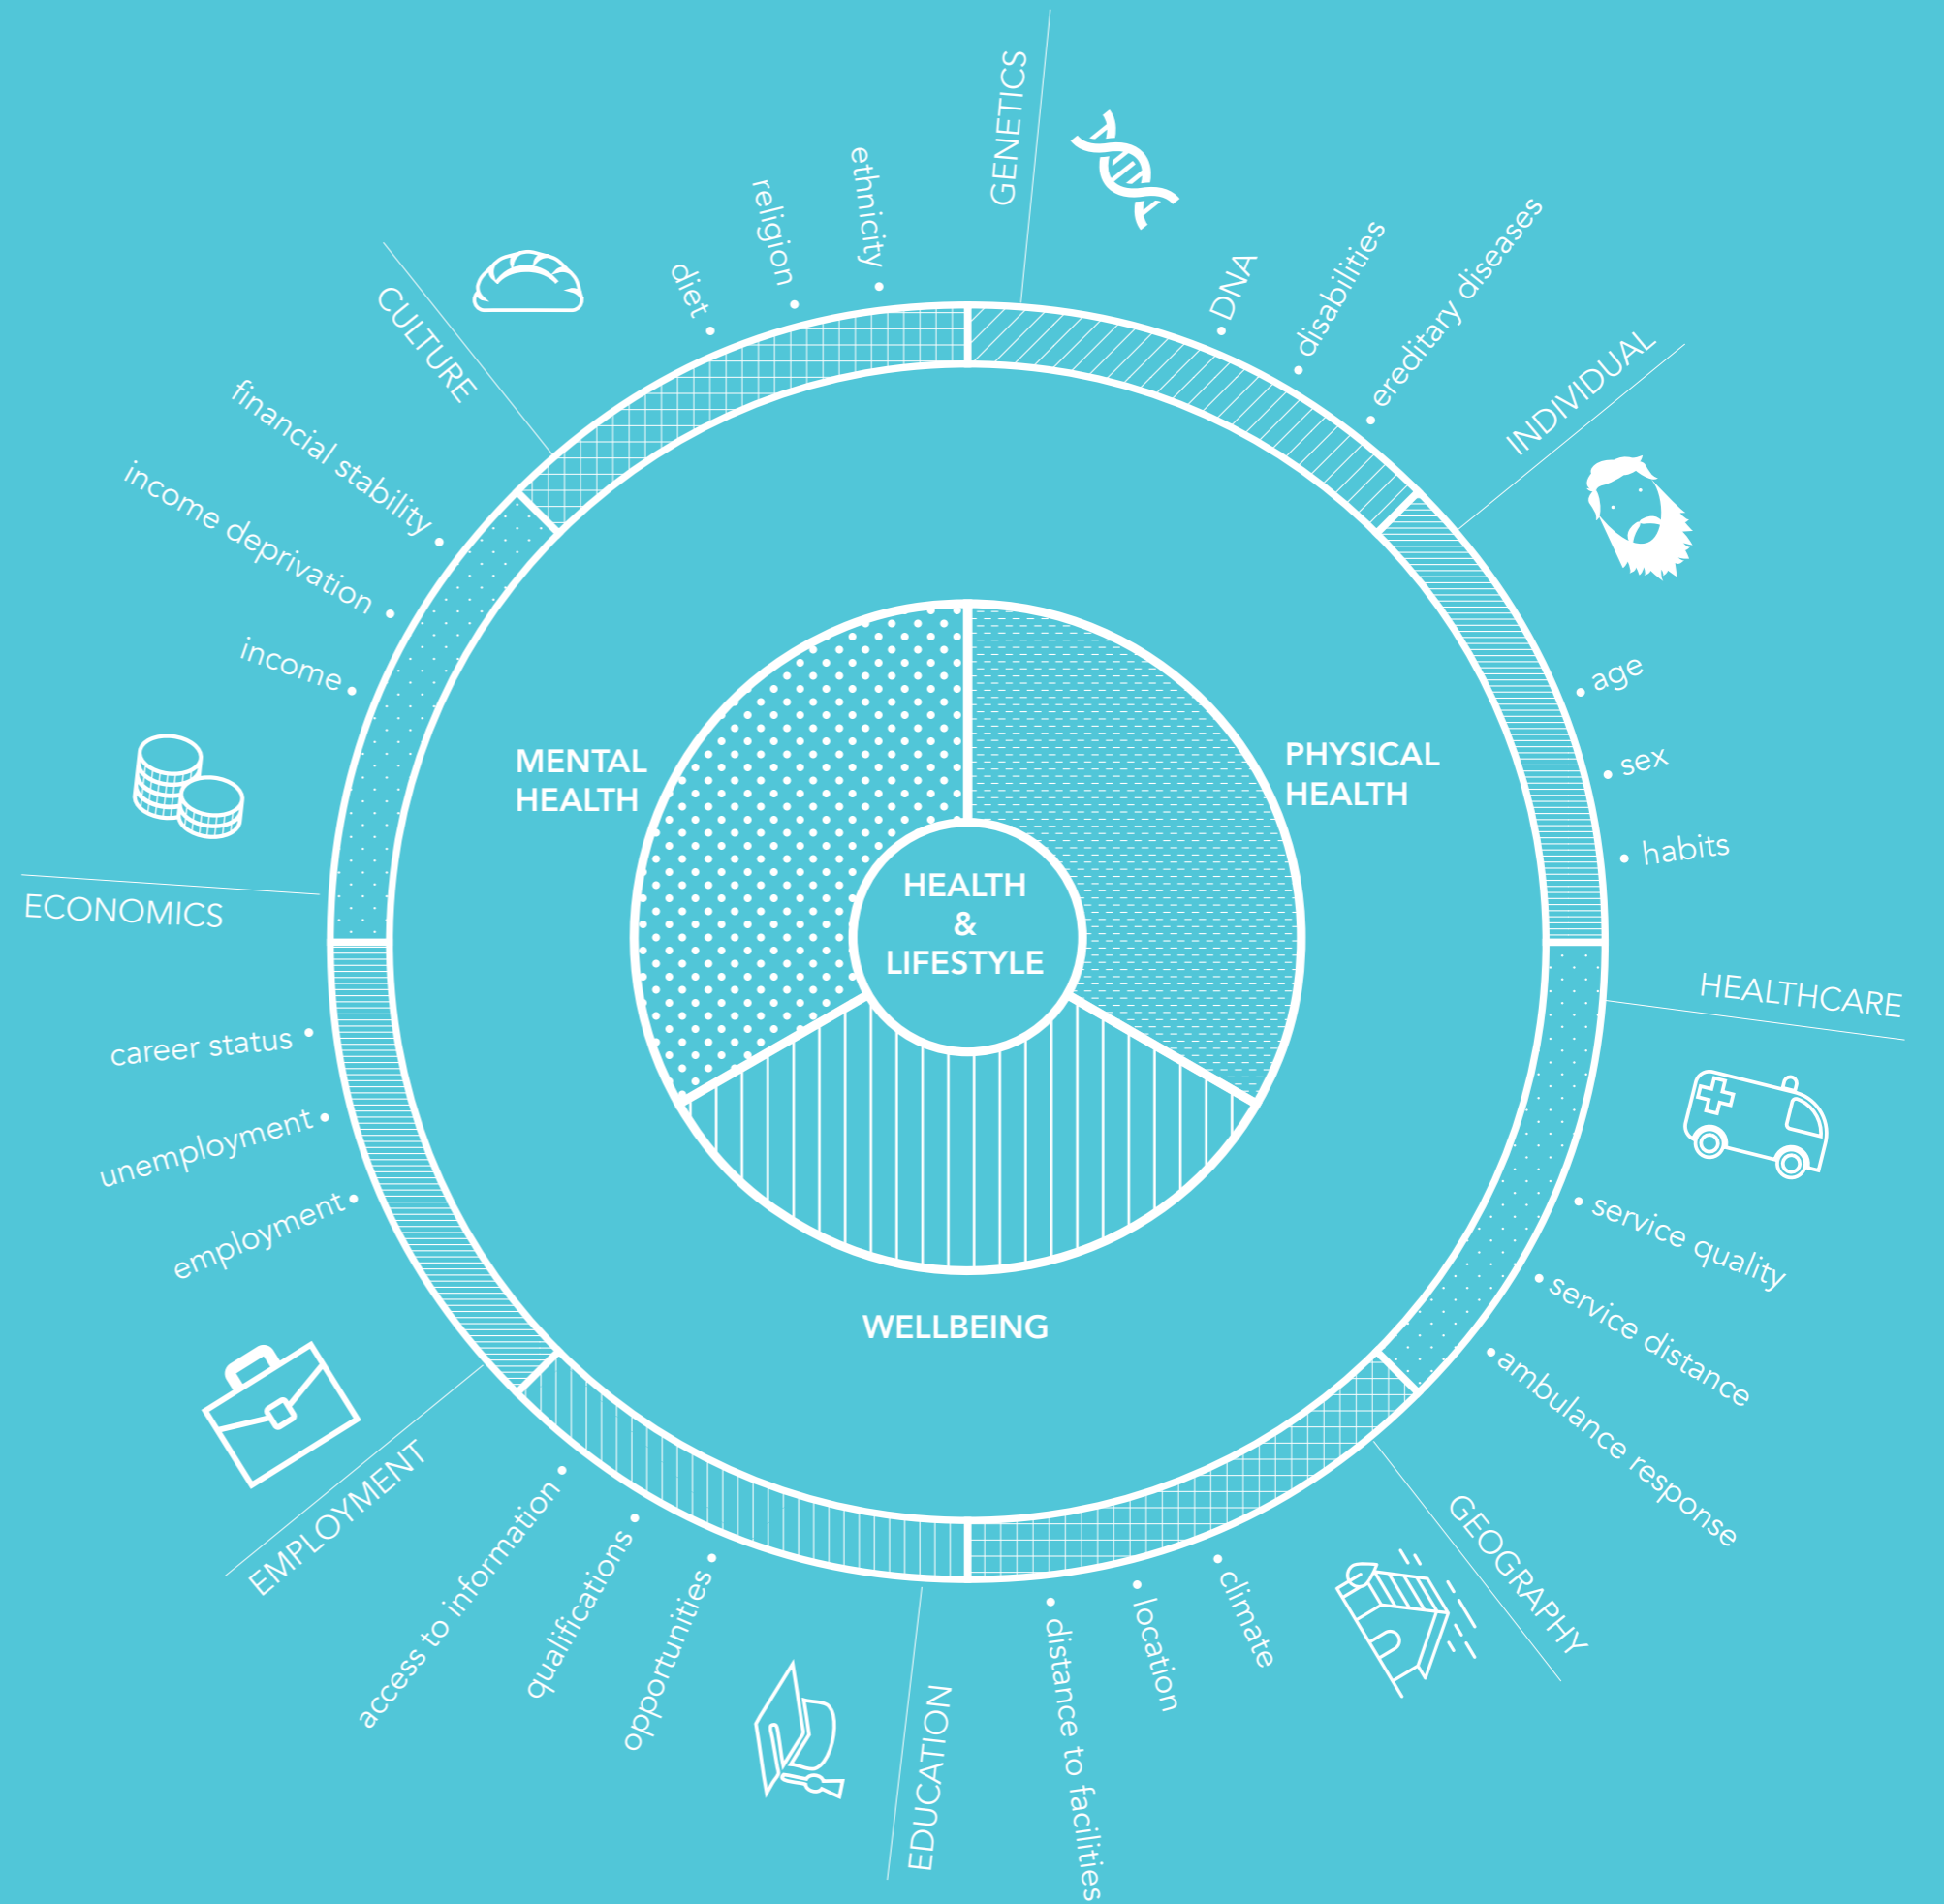 GENETICS
DNA
disabilities
ereditary diseases
INDIVIDUAL
age
sex
habits
HEALTHCARE
service quality
service distance
ambulance response
GEOGRAPHY
climate
location
distance to facilities
EDUCATION
opportunities
qualifications
access to information
EMPLOYMENT
employment
unemployment
career status
ECONOMICS
income
income deprivation
financial stability
CULTURE
diet
religion
ethnicity
MENTAL
HEALTH
PHYSICAL
HEALTH
WELLBEING
HEALTH
&
LIFESTYLE